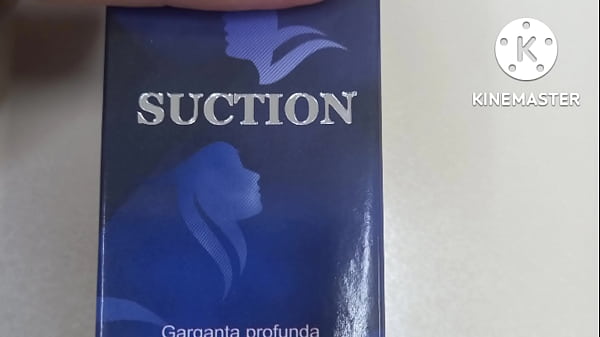 SUCTION
K
KINEMASTER
Garganta profunda